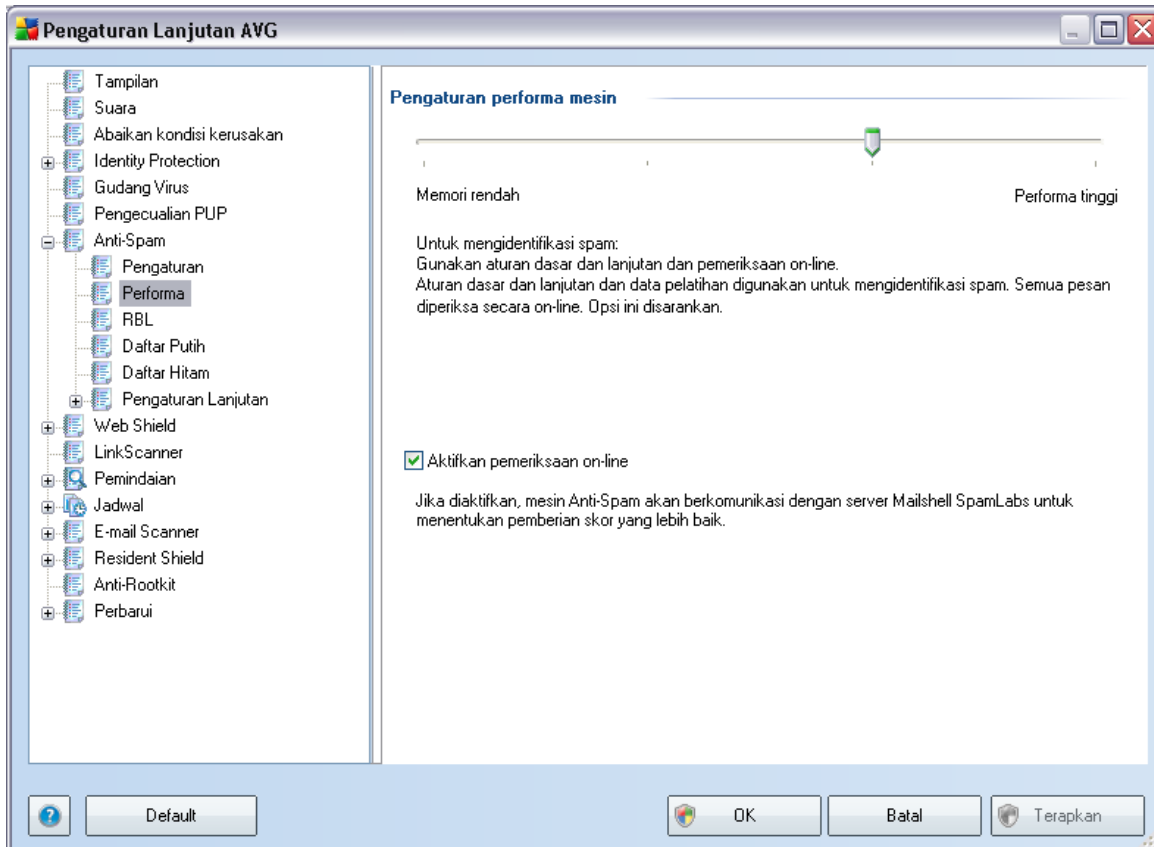 Pengaturan Lanjutan AVG
Tampilan
Suara
Abaikan kondisi kerusakan
Identity Protection
Gudang Virus
Pengecualian PUP
Anti-Spam
Pengaturan
Performa
RBL
Daftar Putih
Daftar Hitam
Pengaturan Lanjutan
Web Shield
LinkScanner
Pemindaian
Jadwal
E-mail Scanner
Resident Shield
Anti-Rootkit
Perbarui
Pengaturan performa mesin
Memori rendah
Performa tinggi
Untuk mengidentifikasi spam:
Gunakan aturan dasar dan lanjutan dan pemeriksaan on-line.
Aturan dasar dan lanjutan dan data pelatihan digunakan untuk mengidentifikasi spam. Semua pesan
diperiksa secara on-line. Opsi ini disarankan.
Aktifkan pemeriksaan on-line
Jika diaktifkan, mesin Anti-Spam akan berkomunikasi dengan server Mailshell SpamLabs untuk
menentukan pemberian skor yang lebih baik.
?
Default
OK
Batal
Terapkan